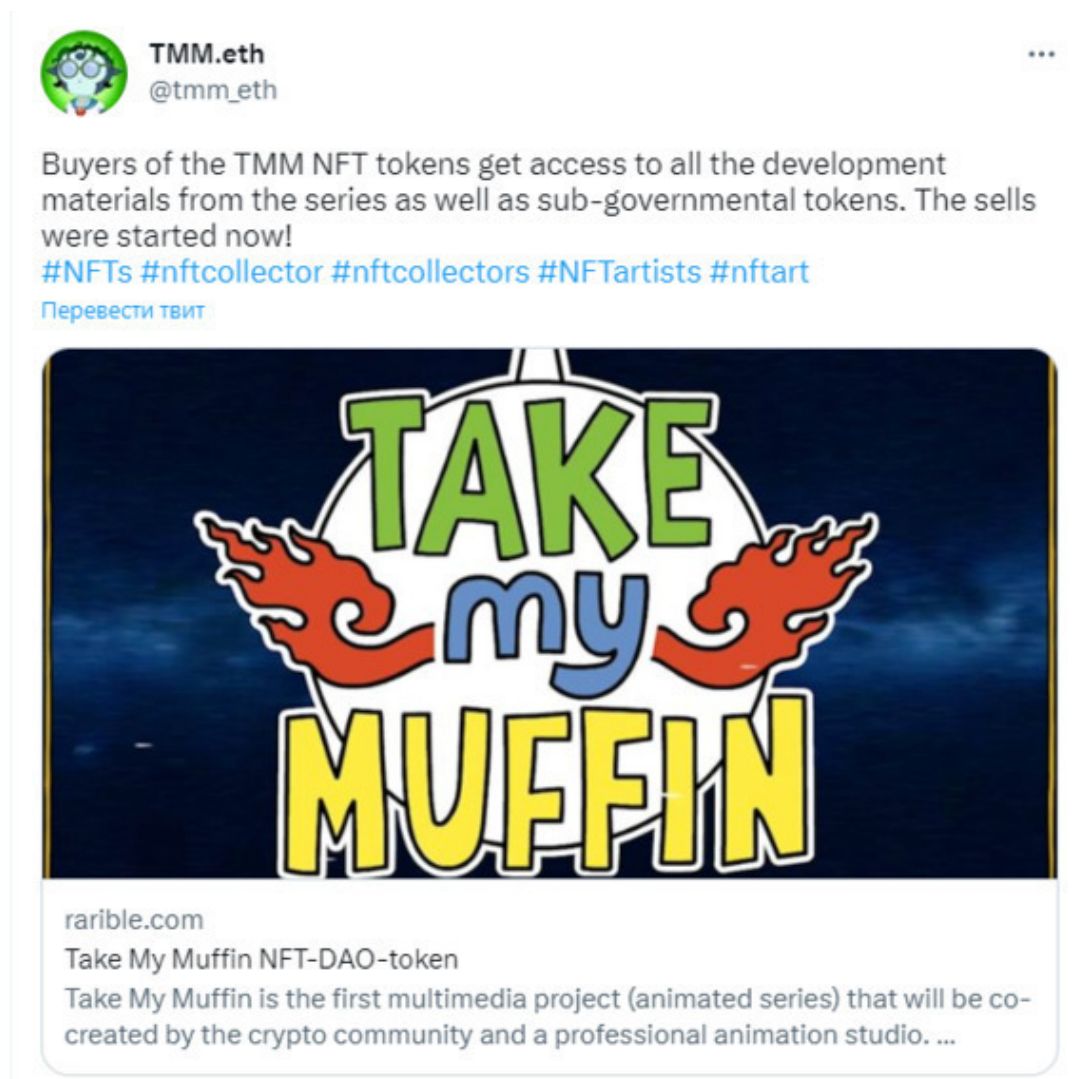 TMM.eth
@tmm_eth
Buyers of the TMM NFT tokens get access to all the development
materials from the series as well as sub-governmental tokens. The sells
were started now!
#NFTs #nftcollector #nftcollectors #NFTartists #nftart
Перевести твит
TAKE
my
MUFFIN
rarible.com
Take My Muffin NFT-DAO-token
Take My Muffin is the first multimedia project (animated series) that will be co-
created by the crypto community and a professional animation studio. ...